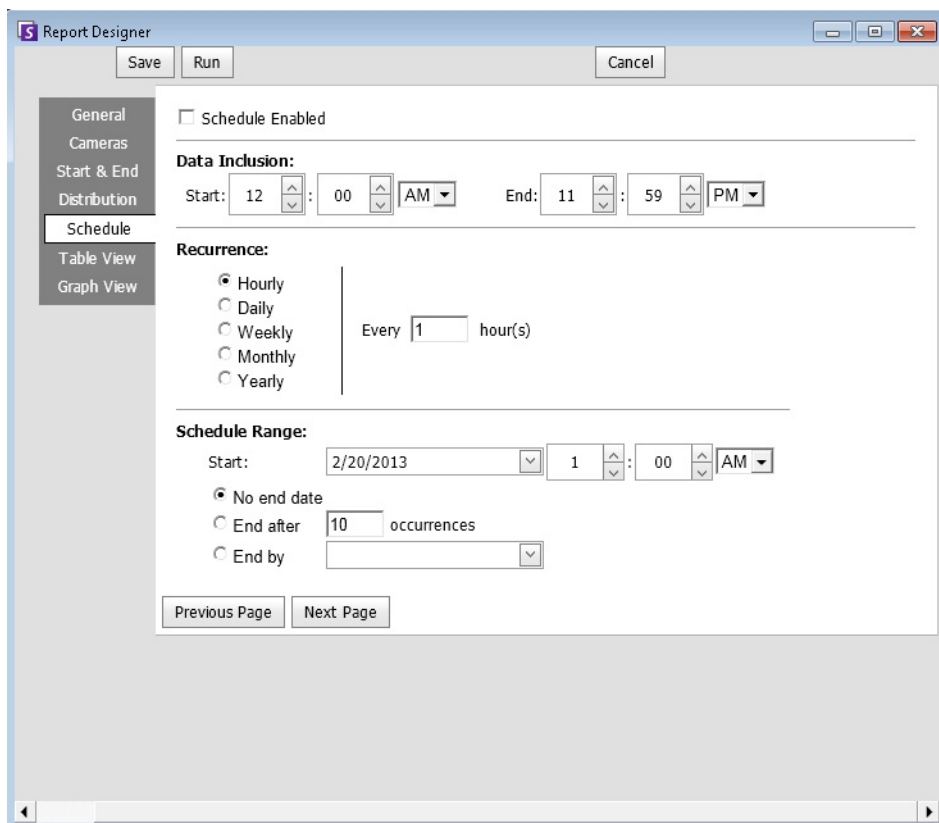 Report Designer
Save Run Cancel
General
Cameras
Start & End
Distribution
Schedule
Table View
Graph View
Schedule Enabled
Data Inclusion:
Start: 12 : 00 AM End: 11 : 59 PM
Recurrence:
Hourly
Daily
Weekly
Monthly
Yearly
Every 1 hour(s)
Schedule Range:
Start: 2/20/2013 1 : 00 AM
No end date
End after 10 occurrences
End by
Previous Page Next Page